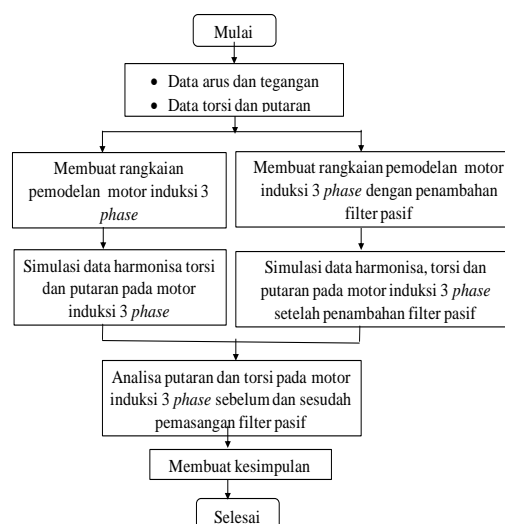 Mulai
• Data arus dan tegangan
• Data torsi dan putaran
Membuat rangkaian
pemodelan motor induksi 3
phase
Membuat rangkaian pemodelan motor
induksi 3 phase dengan penambahan
filter pasif
Simulasi data harmonisa torsi
dan putaran pada motor
induksi 3 phase
Simulasi data harmonisa, torsi dan
putaran pada motor induksi 3 phase
setelah penambahan filter pasif
Analisa putaran dan torsi pada motor
induksi 3 phase sebelum dan sesudah
pemasangan filter pasif
Membuat kesimpulan
Selesai